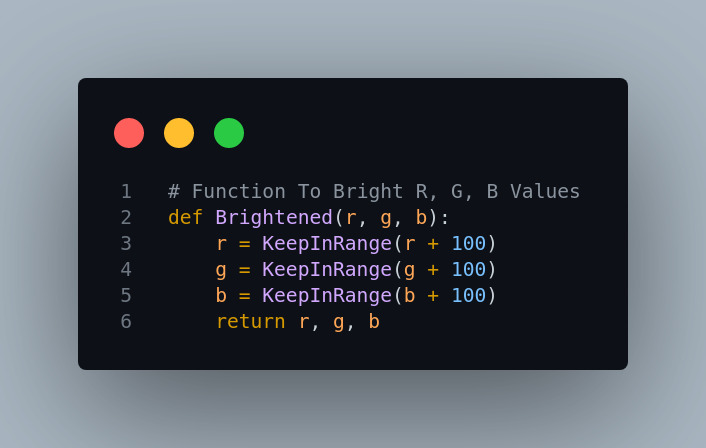 1 # Function To Bright R, G, B Values
2 def Brightened(r, g, b):
3     r = KeepInRange(r + 100)
4     g = KeepInRange(g + 100)
5     b = KeepInRange(b + 100)
6     return r, g, b